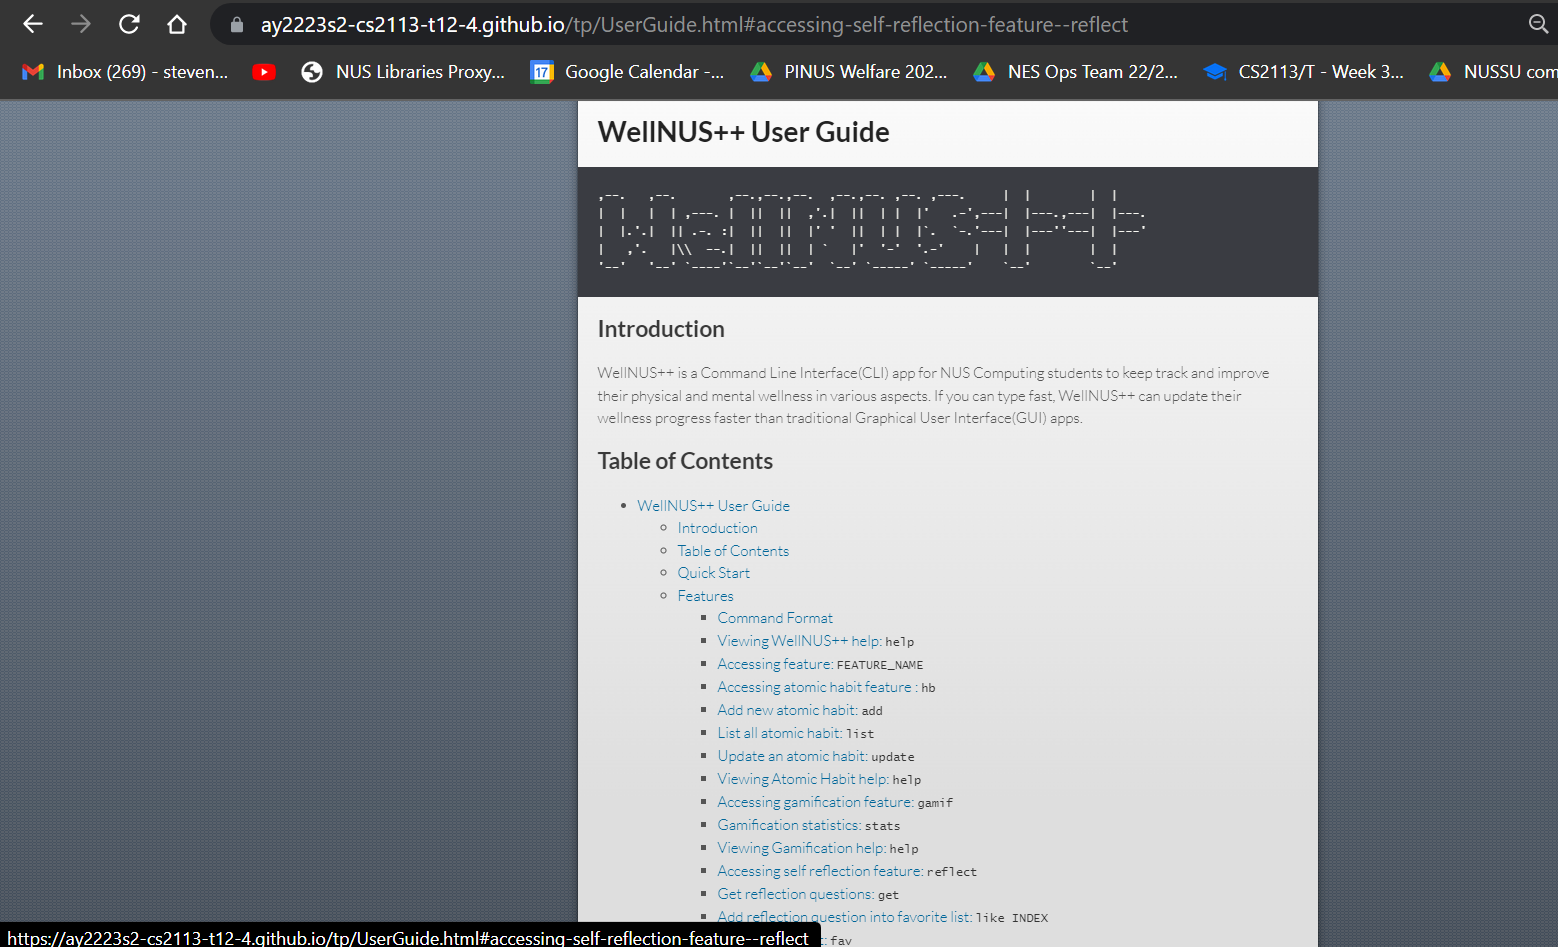 ay2223s2-cs2113-t12-4.github.io/tp/UserGuide.html#accessing-self-reflection-feature--reflect
Inbox (269) - steven... NUS Libraries Proxy... 17 Google Calendar -... PINUS Welfare 202... NES Ops Team 22/2... CS2113/T - Week 3... NUSSU com
WellNUS++ User Guide
Introduction
WellNUS++ is a Command Line Interface(CLI) app for NUS Computing students to keep track and improve
their physical and mental wellness in various aspects. If you can type fast, WellNUS++ can update their
wellness progress faster than traditional Graphical User Interface(GUI) apps.
Table of Contents
WellNUS++ User Guide
Introduction
Table of Contents
Quick Start
Features
Command Format
Viewing WellNUS++ help: help
Accessing feature: FEATURE_NAME
Accessing atomic habit feature : hb
Add new atomic habit: add
List all atomic habit: list
Update an atomic habit: update
Viewing Atomic Habit help: help
Accessing gamification feature: gamif
Gamification statistics: stats
Viewing Gamification help: help
Accessing self reflection feature: reflect
Get reflection questions: get
Add reflection question into favorite list: like INDEX
: fav
https://ay2223s2-cs2113-t12-4.github.io/tp/UserGuide.html#accessing-self-reflection-feature--reflect